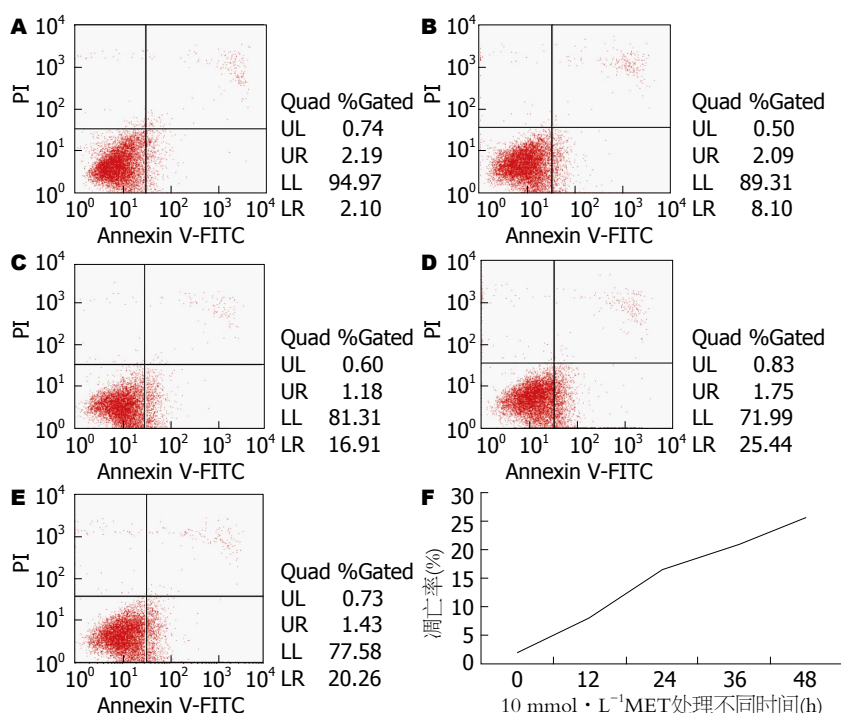 A
PI
10⁴
10³
10²
10¹
10⁰
10⁰ 10¹ 10² 10³ 10⁴
Annexin V-FITC
Quad %Gated
UL 0.74
UR 2.19
LL 94.97
LR 2.10
B
PI
10⁴
10³
10²
10¹
10⁰
10⁰ 10¹ 10² 10³ 10⁴
Annexin V-FITC
Quad %Gated
UL 0.50
UR 2.09
LL 89.31
LR 8.10
C
PI
10⁴
10³
10²
10¹
10⁰
10⁰ 10¹ 10² 10³ 10⁴
Annexin V-FITC
Quad %Gated
UL 0.60
UR 1.18
LL 81.31
LR 16.91
D
PI
10⁴
10³
10²
10¹
10⁰
10⁰ 10¹ 10² 10³ 10⁴
Annexin V-FITC
Quad %Gated
UL 0.83
UR 1.75
LL 71.99
LR 25.44
E
PI
10⁴
10³
10²
10¹
10⁰
10⁰ 10¹ 10² 10³ 10⁴
Annexin V-FITC
Quad %Gated
UL 0.73
UR 1.43
LL 77.58
LR 20.26
F
凋亡率(%)
30
25
20
15
10
5
0
0 12 24 36 48
10 mmol・L⁻¹MET处理不同时间(h)